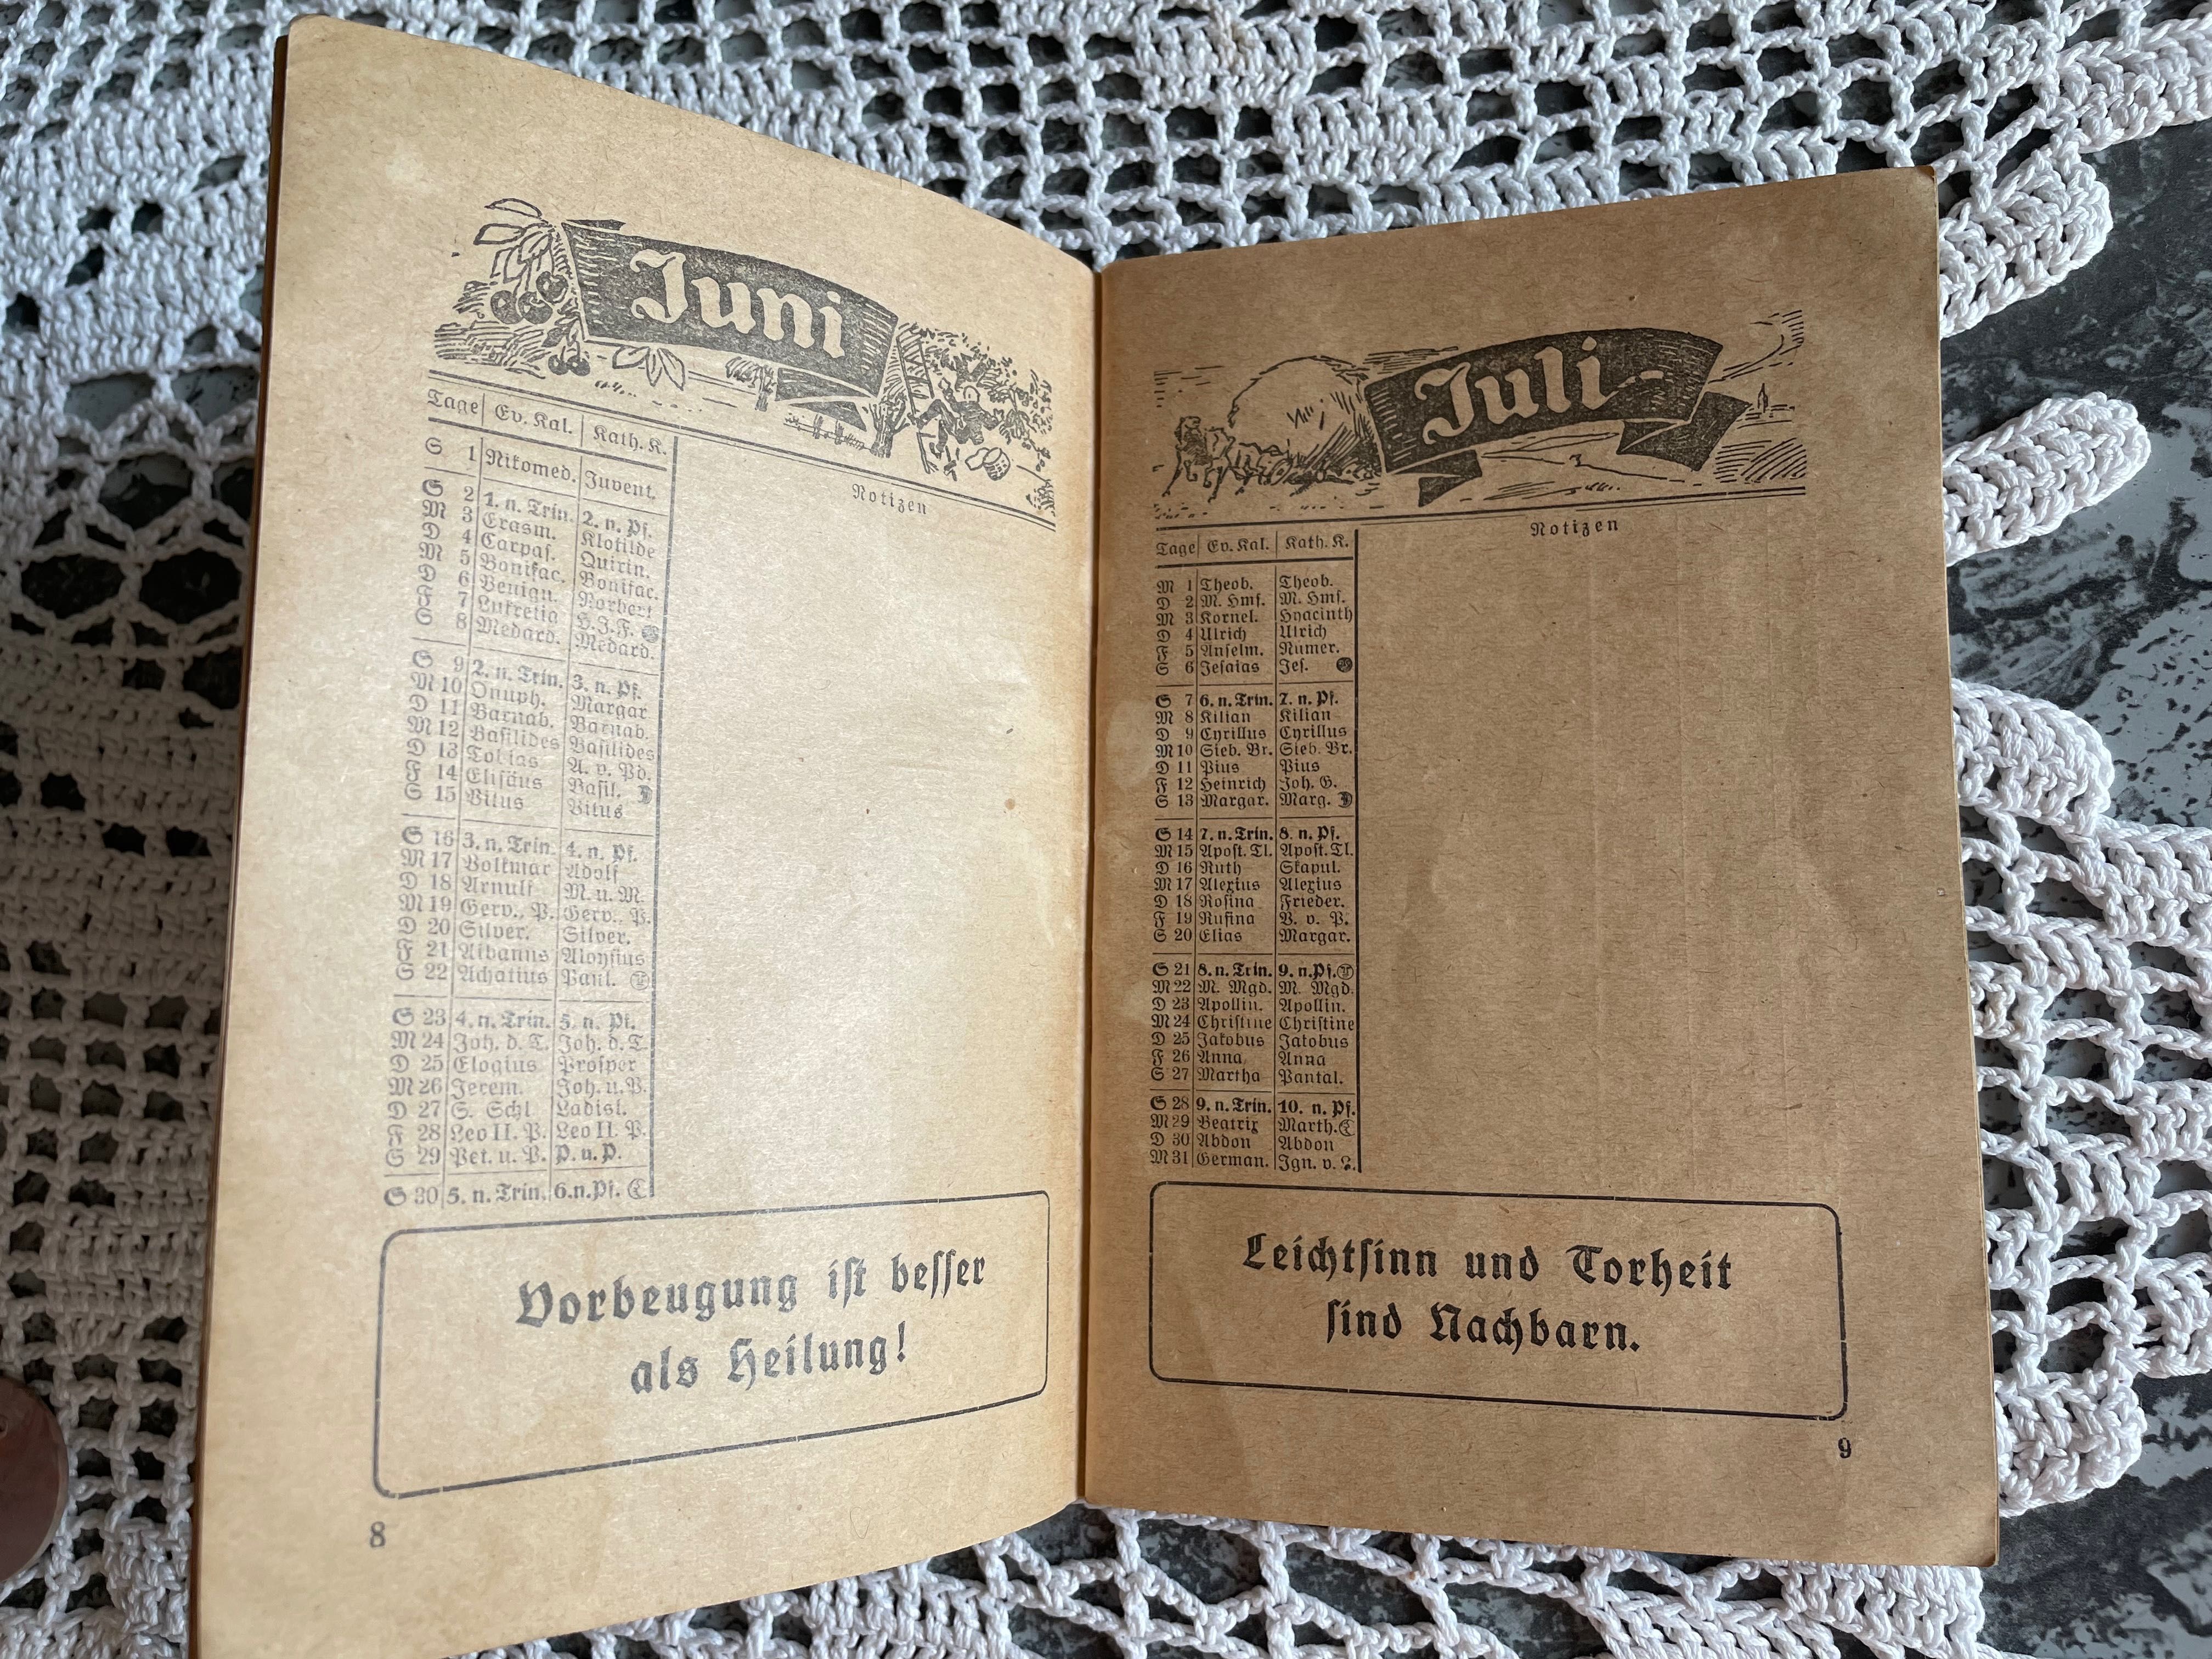 Juni
Tage Ev. Kal. Kath. K.
Notizen
S 1 Nikomed. Juvent.
S 2 1. n. Trin. 2. n. Pf.
M 3 Erasm. Klotilde
D 4 Carpas. Quirin.
M 5 Bonifac. Bonifac.
D 6 Benign. Norbert
F 7 Lukretia H.J.F.
S 8 Medard. Medard.
S 9 2. n. Trin. 3. n. Pf.
M 10 Onuph. Margar
D 11 Barnab. Barnab.
M 12 Basilides Basilides
D 13 Tobias A. v. Pd.
F 14 Elisäus Basil.
S 15 Vitus Vitus
S 16 3. n. Trin. 4. n. Pf.
M 17 Volkmar Adolf
D 18 Arnulf M. u. M.
M 19 Gerv., P. Gerv., P.
D 20 Silver. Silver.
F 21 Albanus Aloysius
S 22 Achatius Paul.
S 23 4. n. Trin. 5. n. Pf.
M 24 Joh. d. T. Joh. d. T.
D 25 Elogius Prosper
M 26 Jerem. Joh. u. P.
D 27 S. Schl. Ladisl.
F 28 Leo II. P. Leo II. P.
S 29 Pet. u. P. P. u. P.
S 30 5. n. Trin. 6. n. Pf.
Vorbeugung ist besser
als Heilung!
8
Juli
Notizen
Tage Ev. Kal. Kath. K.
M 1 Theob. Theob.
D 2 M. Hmf. M. Hmf.
M 3 Kornel. Hyacinth
D 4 Ulrich Ulrich
F 5 Anselm. Numer.
S 6 Jesaias Jes.
S 7 6. n. Trin. 7. n. Pf.
M 8 Kilian Kilian
D 9 Cyrillus Cyrillus
M 10 Sieb. Br. Sieb. Br.
D 11 Pius Pius
F 12 Heinrich Joh. G.
S 13 Margar. Marg.
S 14 7. n. Trin. 8. n. Pf.
M 15 Apost. Tl. Apost. Tl.
D 16 Ruth Skapul.
M 17 Alexius Alexius
D 18 Rosina Frieder.
F 19 Rufina V. v. P.
S 20 Elias Margar.
S 21 8. n. Trin. 9. n. Pf.
M 22 M. Mgd. M. Mgd.
D 23 Apollin. Apollin.
M 24 Christine Christine
D 25 Jakobus Jakobus
F 26 Anna Anna
S 27 Martha Pantal.
S 28 9. n. Trin. 10. n. Pf.
M 29 Beatrix Marth.
D 30 Abdon Abdon
M 31 German. Ign. v. L.
Leichtsinn und Torheit
sind Nachbarn.
9